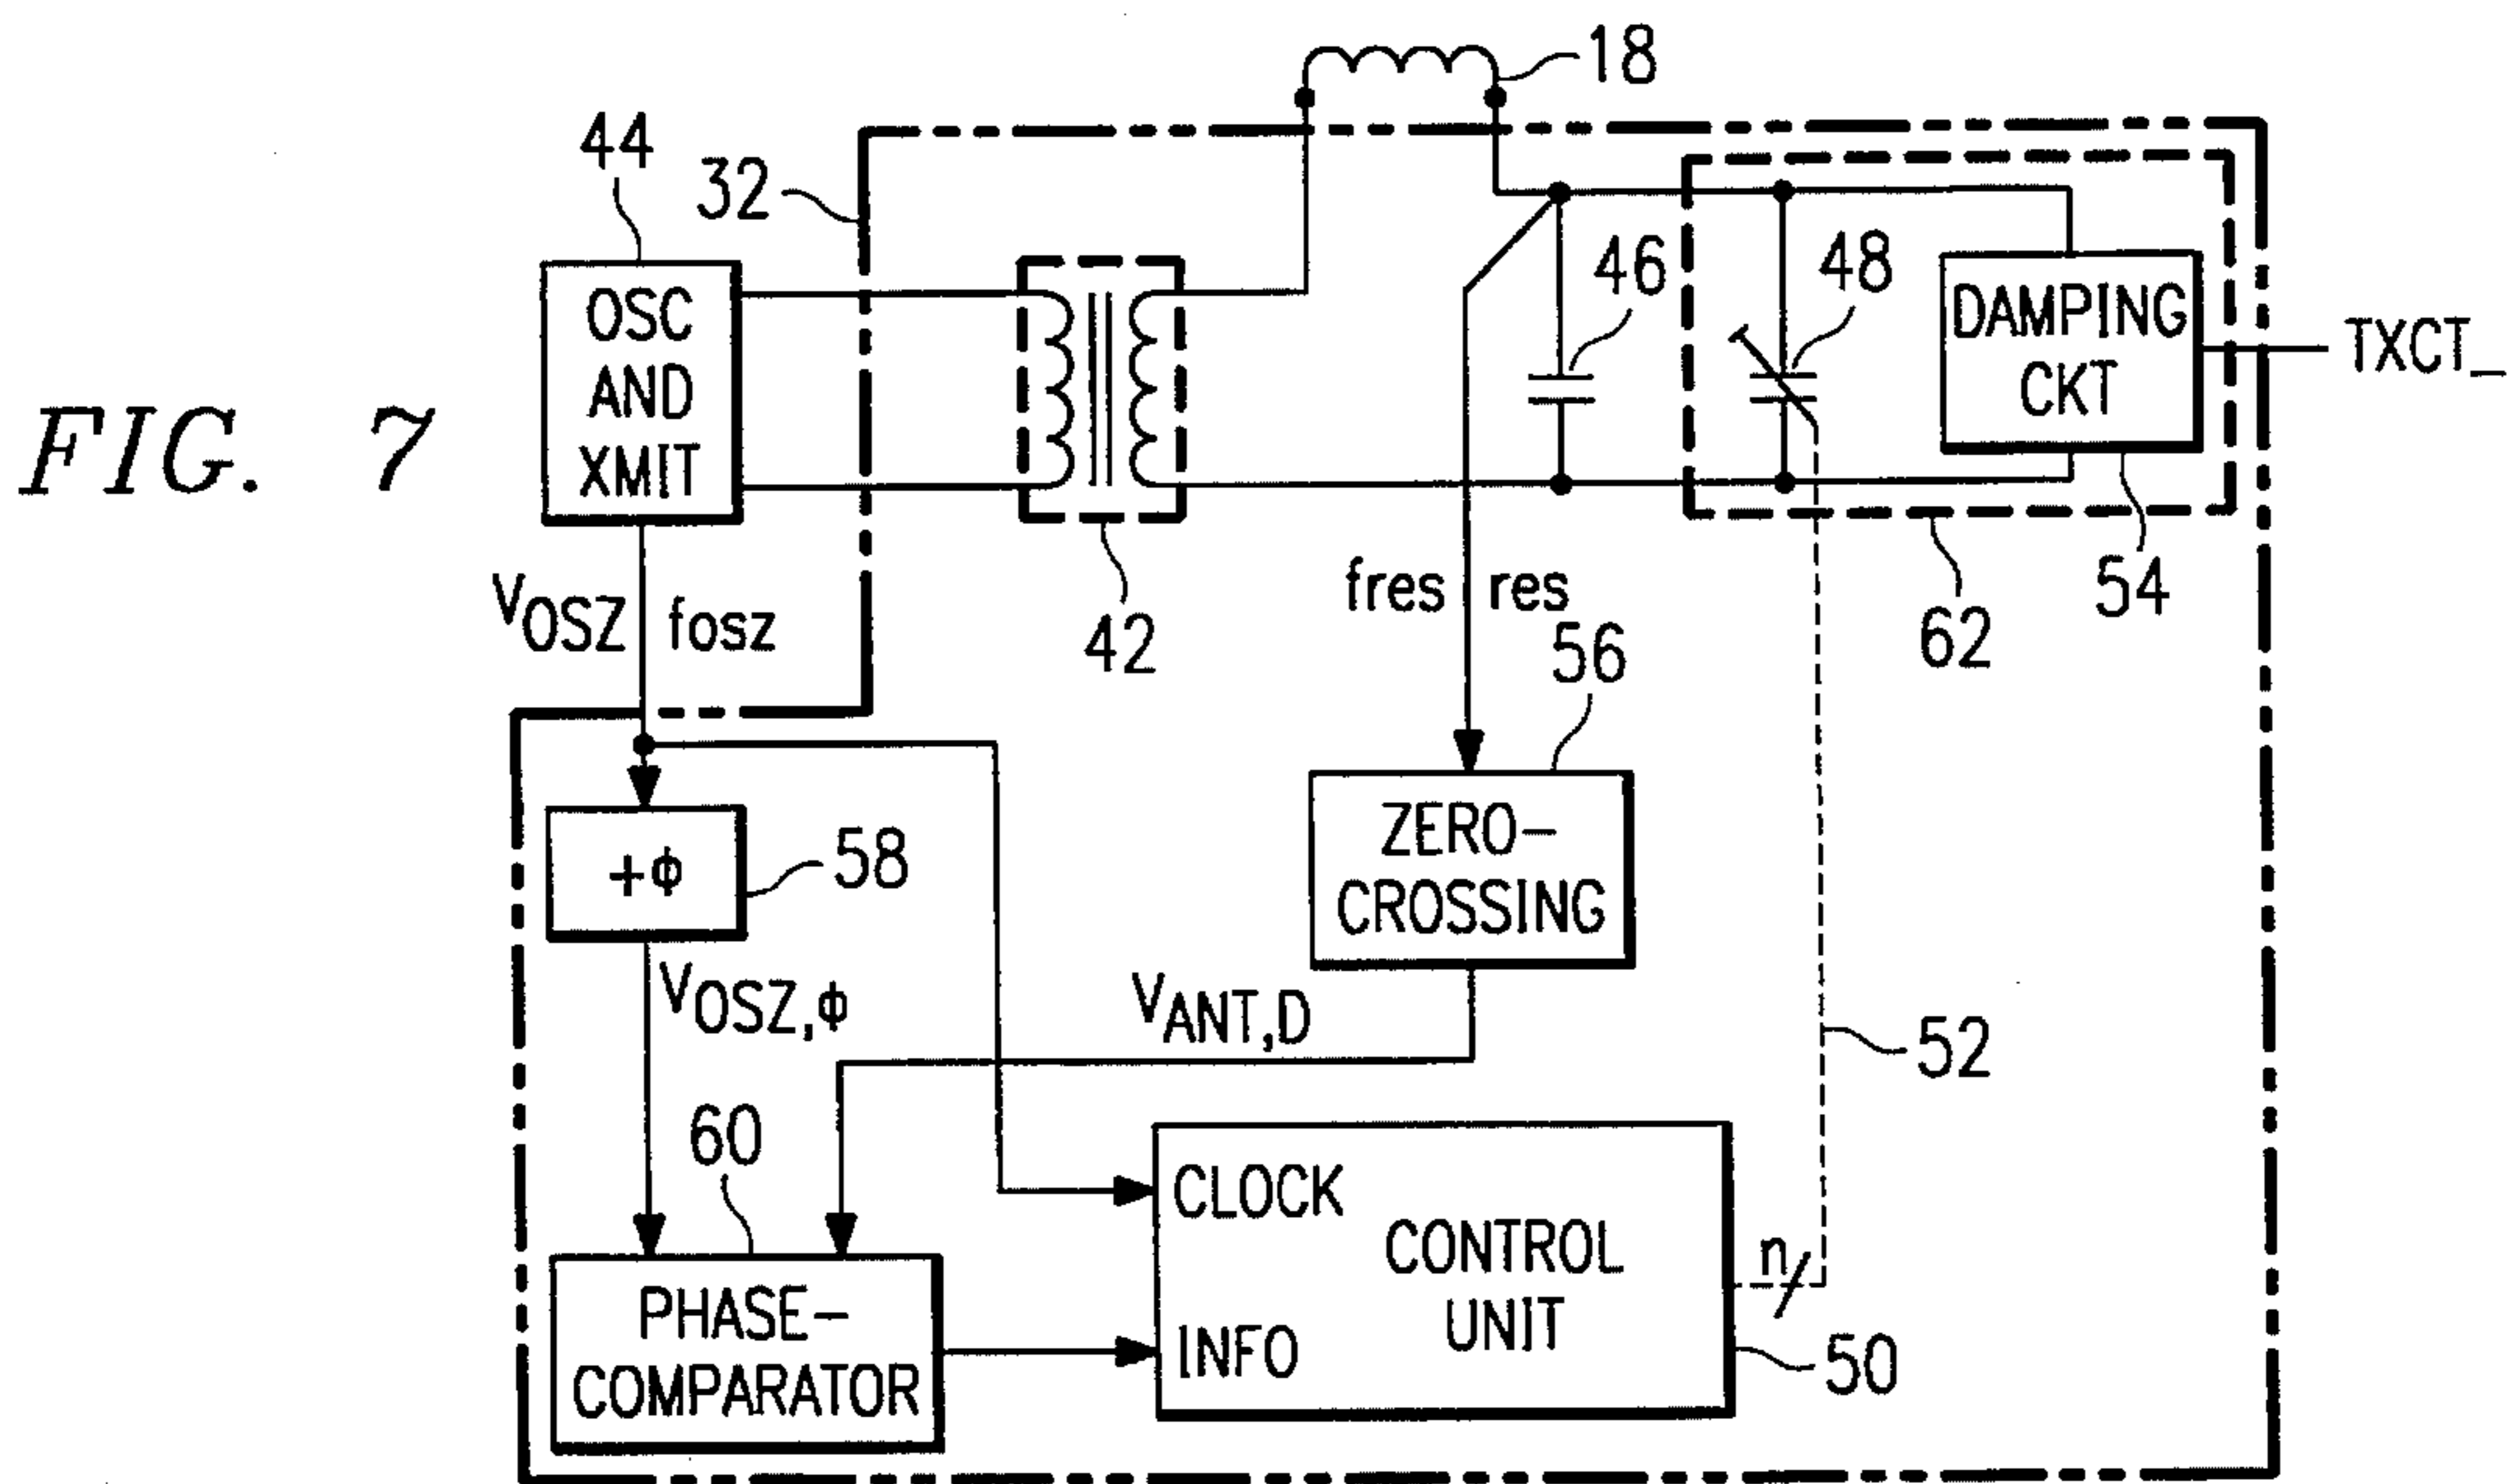 18
44
32
46
48
OSC
AND
XMIT
DAMPING
CKT
TXCT_
FIG. 7
VOSZ fosz
42
fres res
54
62
56
+ϕ
58
ZERO-
CROSSING
VOSZ,ϕ
VANT,D
52
60
CLOCK
CONTROL
UNIT
n
INFO
50
PHASE-
COMPARATOR